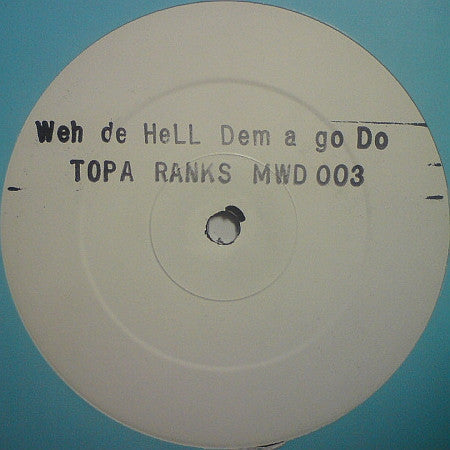 Weh de HeLL Dem a go Do
TOPA RANKS MWD 003